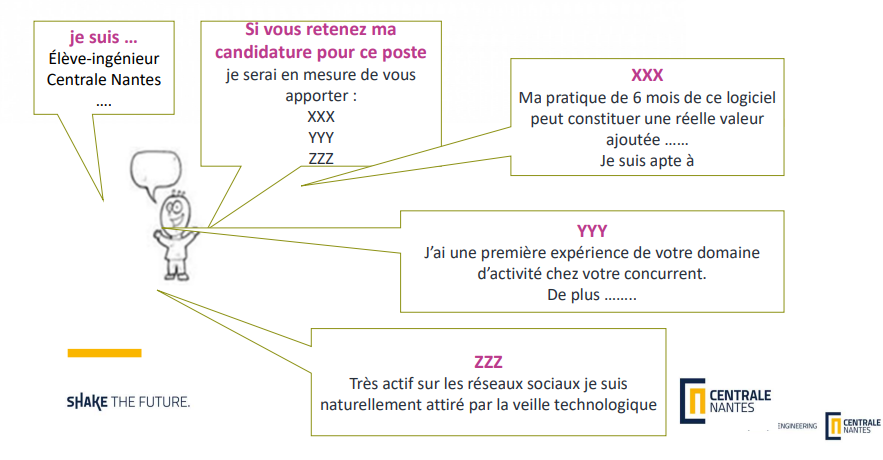 je suis …
Élève-ingénieur
Centrale Nantes
….
Si vous retenez ma
candidature pour ce poste
je serai en mesure de vous
apporter :
XXX
YYY
ZZZ
XXX
Ma pratique de 6 mois de ce logiciel
peut constituer une réelle valeur
ajoutée ……
Je suis apte à
YYY
J’ai une première expérience de votre domaine
d’activité chez votre concurrent.
De plus ……..
ZZZ
Très actif sur les réseaux sociaux je suis
naturellement attiré par la veille technologique
SHAKE THE FUTURE.
CENTRALE
NANTES
ENGINEERING
CENTRALE
NANTES